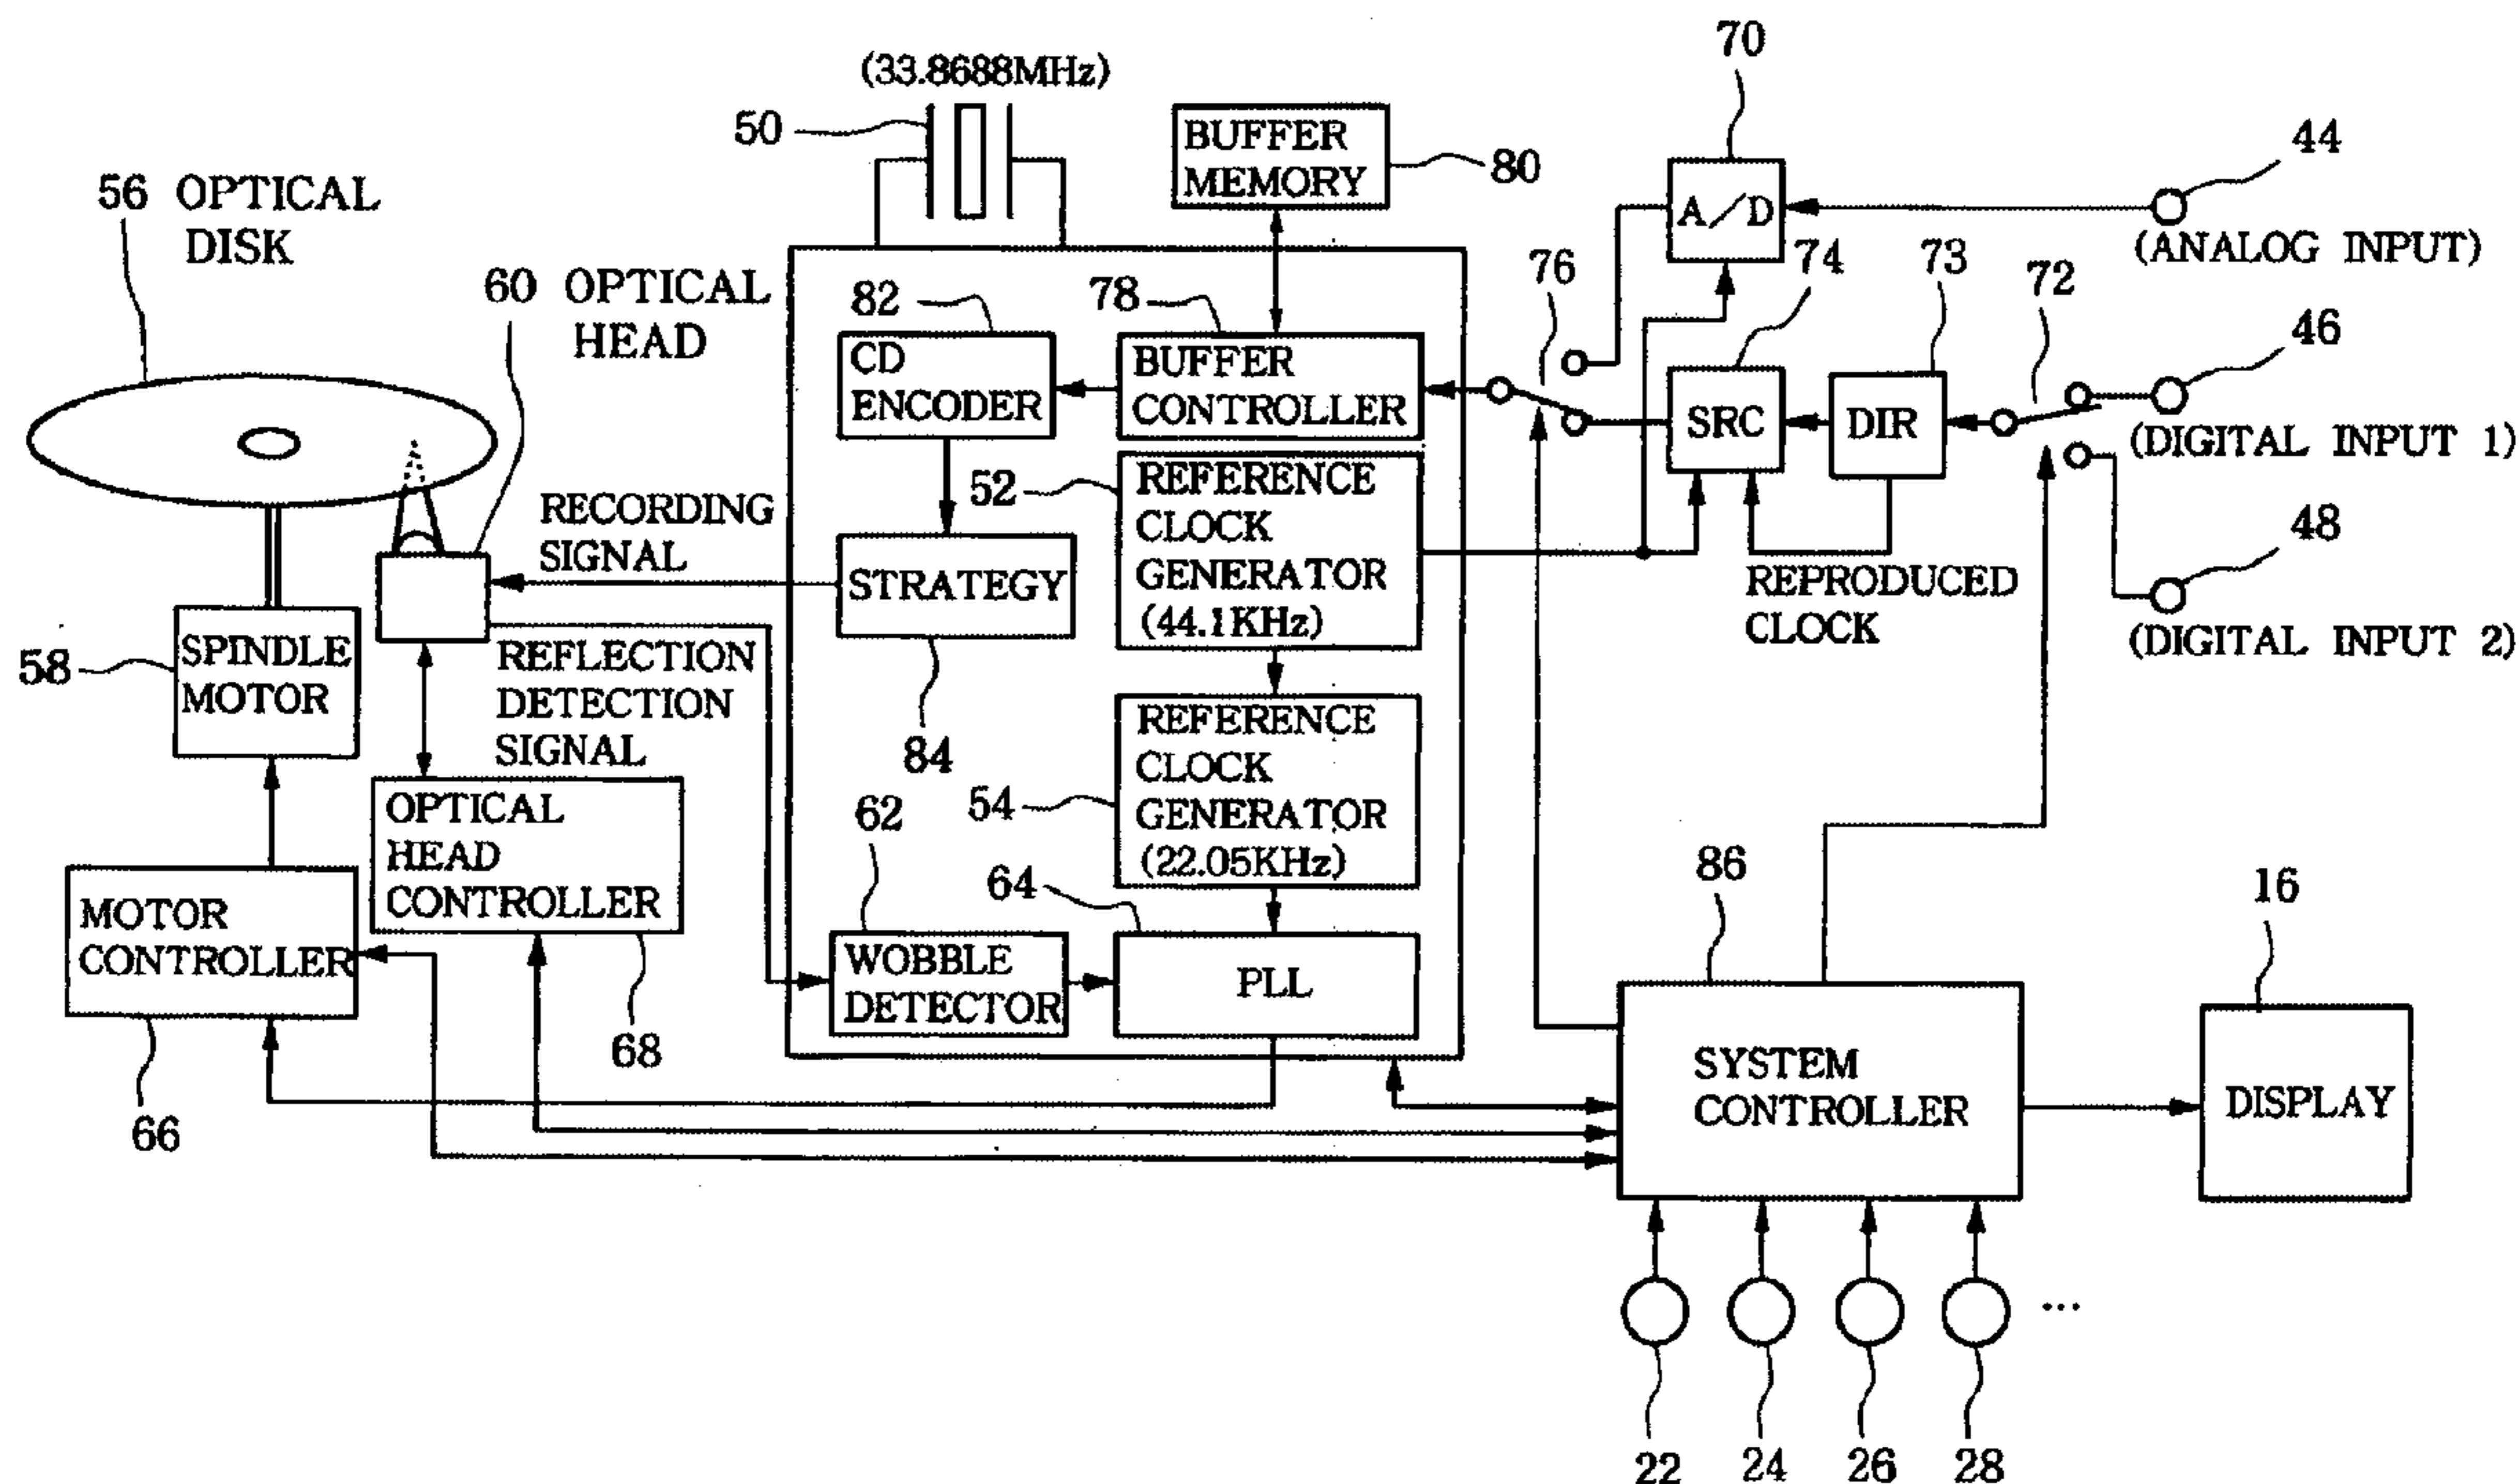 (33.8688MHz)
50
BUFFER
MEMORY
80
70
A/D
44
(ANALOG INPUT)
56 OPTICAL
DISK
60 OPTICAL
HEAD
82
CD
ENCODER
78
BUFFER
CONTROLLER
76
74
SRC
73
DIR
72
46
(DIGITAL INPUT 1)
48
(DIGITAL INPUT 2)
52
REFERENCE
CLOCK
GENERATOR
(44.1KHz)
REPRODUCED
CLOCK
RECORDING
SIGNAL
STRATEGY
84
58
SPINDLE
MOTOR
REFLECTION
DETECTION
SIGNAL
54
REFERENCE
CLOCK
GENERATOR
(22.05KHz)
OPTICAL
HEAD
CONTROLLER
68
62
WOBBLE
DETECTOR
64
PLL
MOTOR
CONTROLLER
66
86
SYSTEM
CONTROLLER
16
DISPLAY
22
24
26
28
...